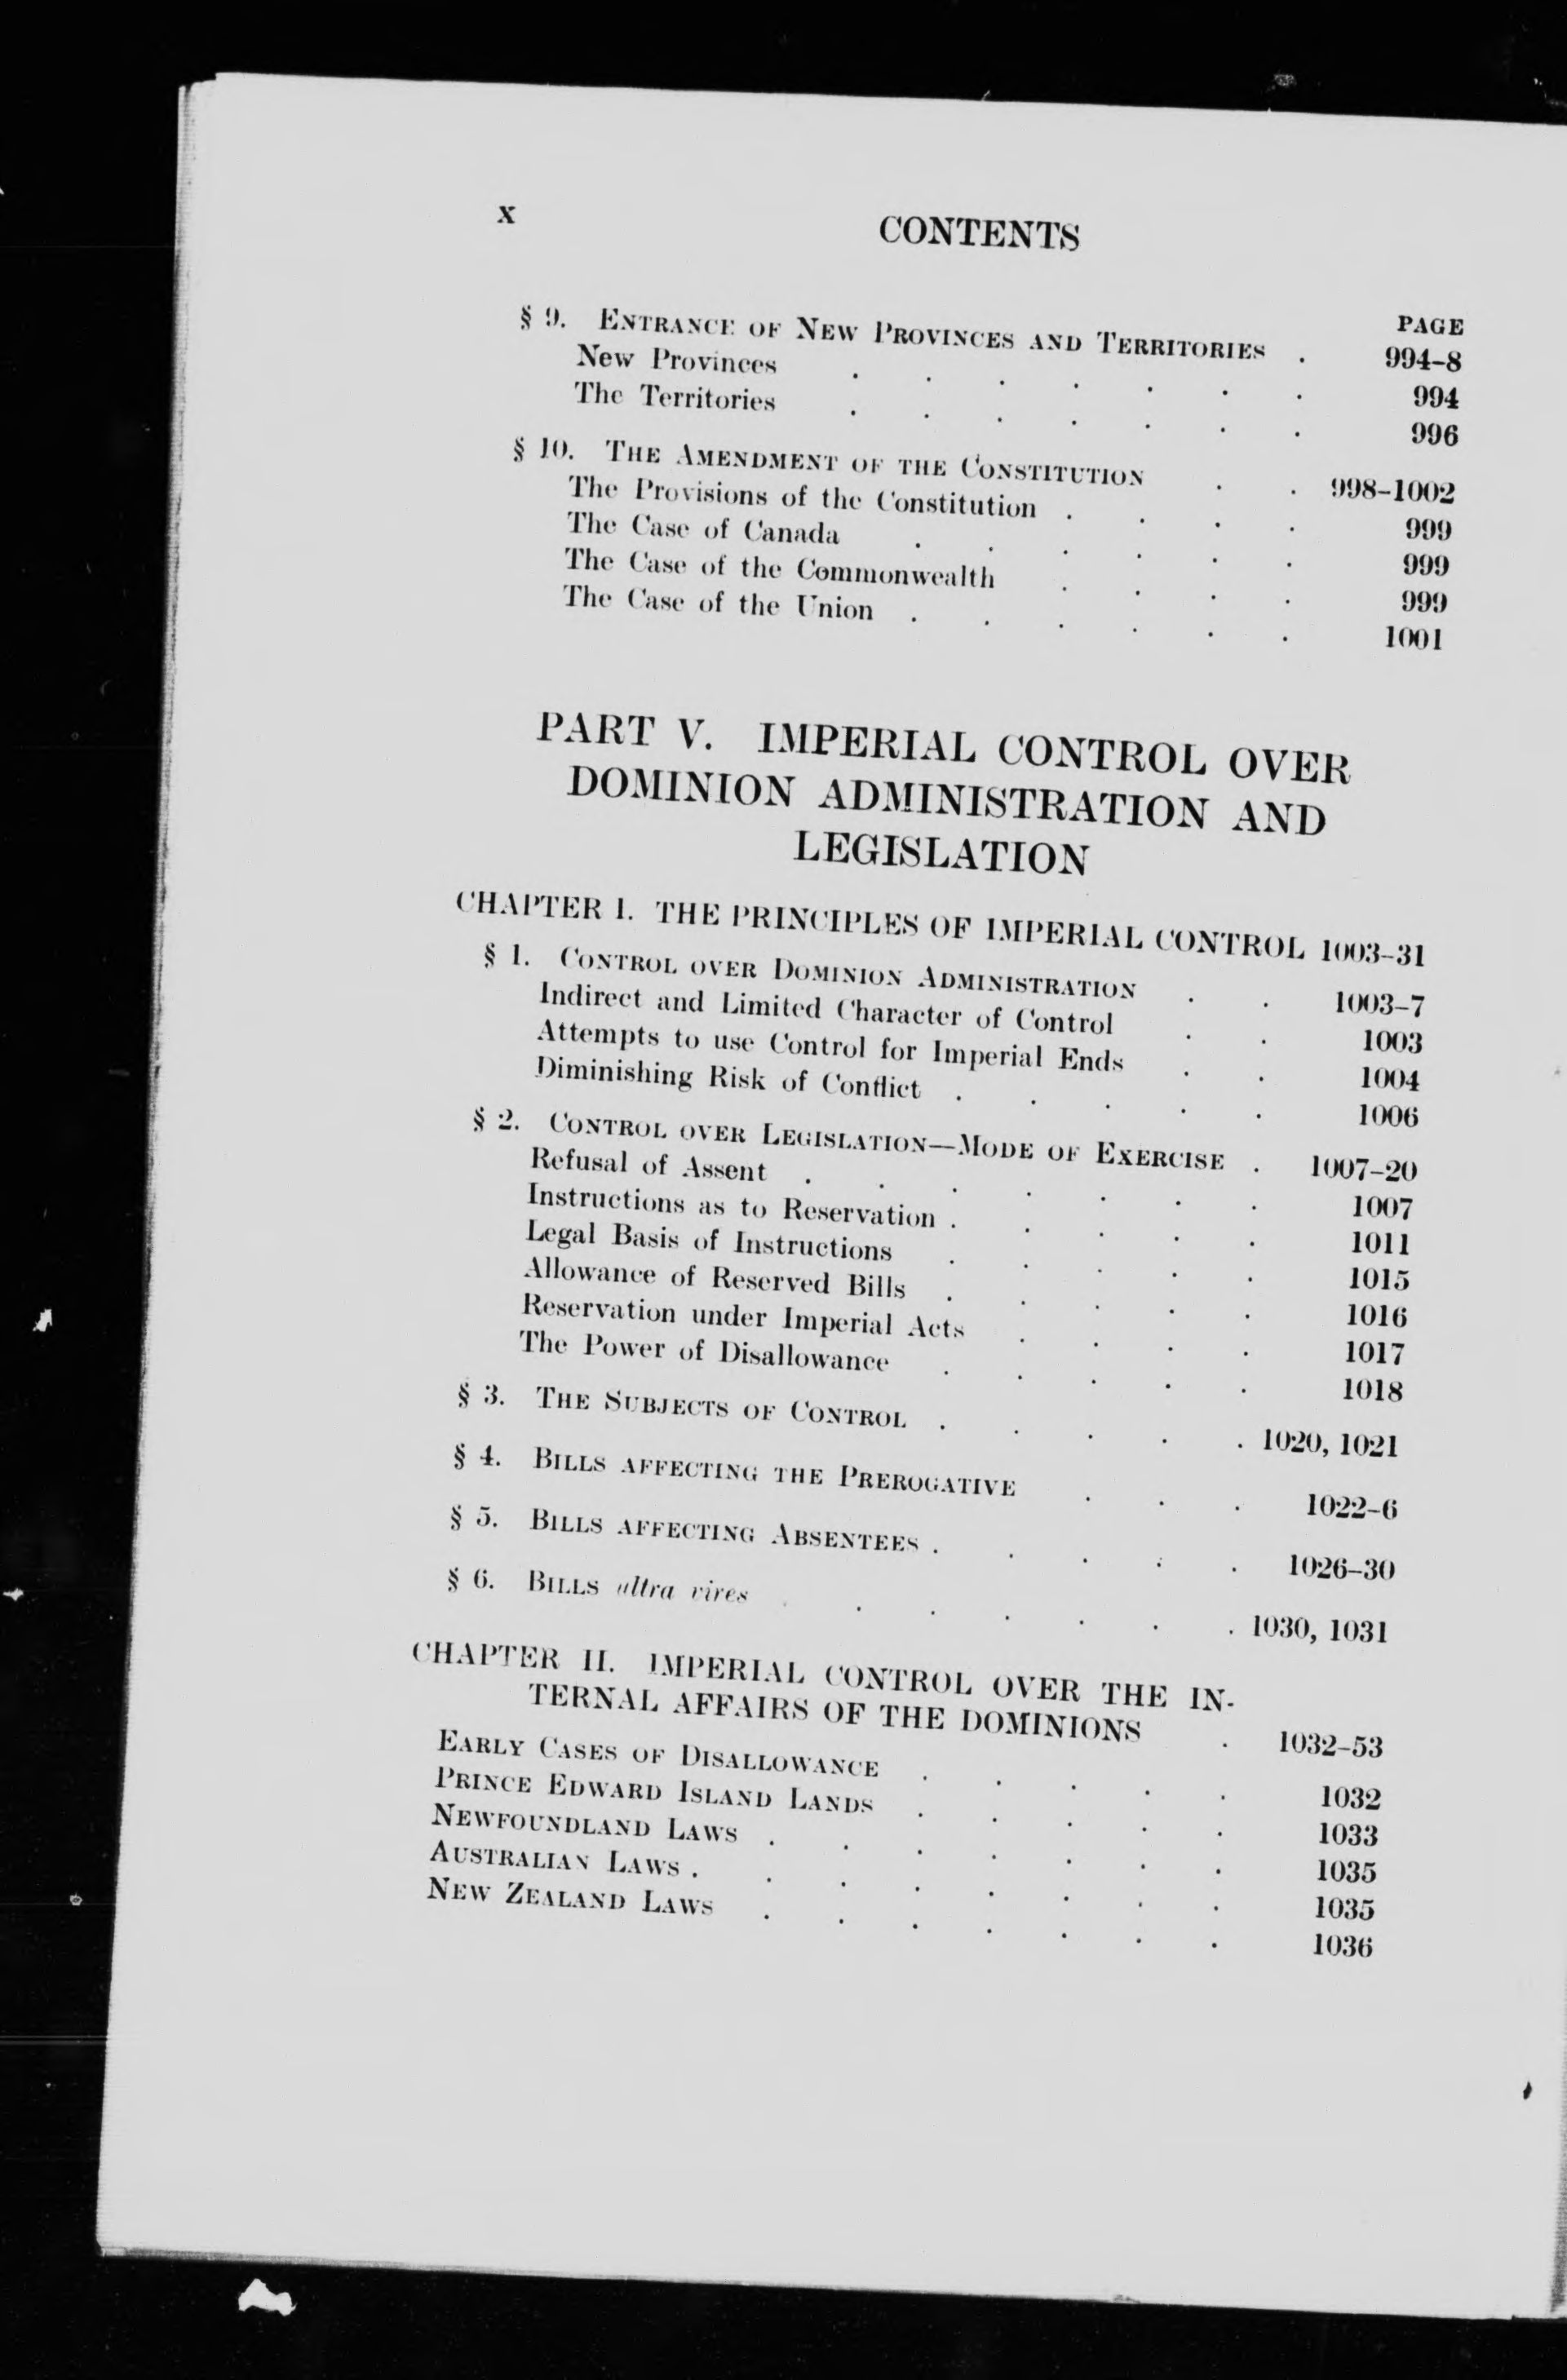 x
CONTENTS
PAGE
§ 9. Entrance of New Provinces and Territories . 994-8
New Provinces . . . . . . . 994
The Territories . . . . . . . 996
§ 10. The Amendment of the Constitution . . 998-1002
The Provisions of the Constitution . . . . 999
The Case of Canada . . . . . . 999
The Case of the Commonwealth . . . . 999
The Case of the Union . . . . . . 1001
PART V. IMPERIAL CONTROL OVER
DOMINION ADMINISTRATION AND
LEGISLATION
CHAPTER I. THE PRINCIPLES OF IMPERIAL CONTROL 1003-31
§ 1. Control over Dominion Administration . . 1003-7
Indirect and Limited Character of Control . . 1003
Attempts to use Control for Imperial Ends . . 1004
Diminishing Risk of Conflict . . . . . 1006
§ 2. Control over Legislation—Mode of Exercise . 1007-20
Refusal of Assent . . . . . . . 1007
Instructions as to Reservation . . . . . 1011
Legal Basis of Instructions . . . . . 1015
Allowance of Reserved Bills . . . . . 1016
Reservation under Imperial Acts . . . . 1017
The Power of Disallowance . . . . . 1018
§ 3. The Subjects of Control . . . . . 1020, 1021
§ 4. Bills affecting the Prerogative . . . 1022-6
§ 5. Bills affecting Absentees . . . . . 1026-30
§ 6. Bills ultra vires . . . . . . . 1030, 1031
CHAPTER II. IMPERIAL CONTROL OVER THE IN-
TERNAL AFFAIRS OF THE DOMINIONS . 1032-53
Early Cases of Disallowance . . . . . 1032
Prince Edward Island Lands . . . . . 1033
Newfoundland Laws . . . . . . . 1035
Australian Laws . . . . . . . . 1035
New Zealand Laws . . . . . . . 1036